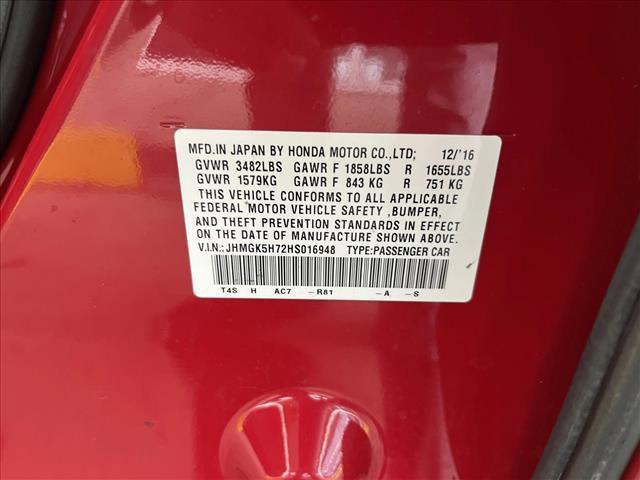 MFD.IN JAPAN BY HONDA MOTOR CO.,LTD; 12/'16
GVWR 3482LBS GAWR F 1858LBS R 1655LBS
GVWR 1579KG GAWR F 843 KG R 751 KG
THIS VEHICLE CONFORMS TO ALL APPLICABLE
FEDERAL MOTOR VEHICLE SAFETY ,BUMPER,
AND THEFT PREVENTION STANDARDS IN EFFECT
ON THE DATE OF MANUFACTURE SHOWN ABOVE.
V.I.N.:JHMGK5H72HS016948 TYPE:PASSENGER CAR
T4S H AC7 -R81 -A -S